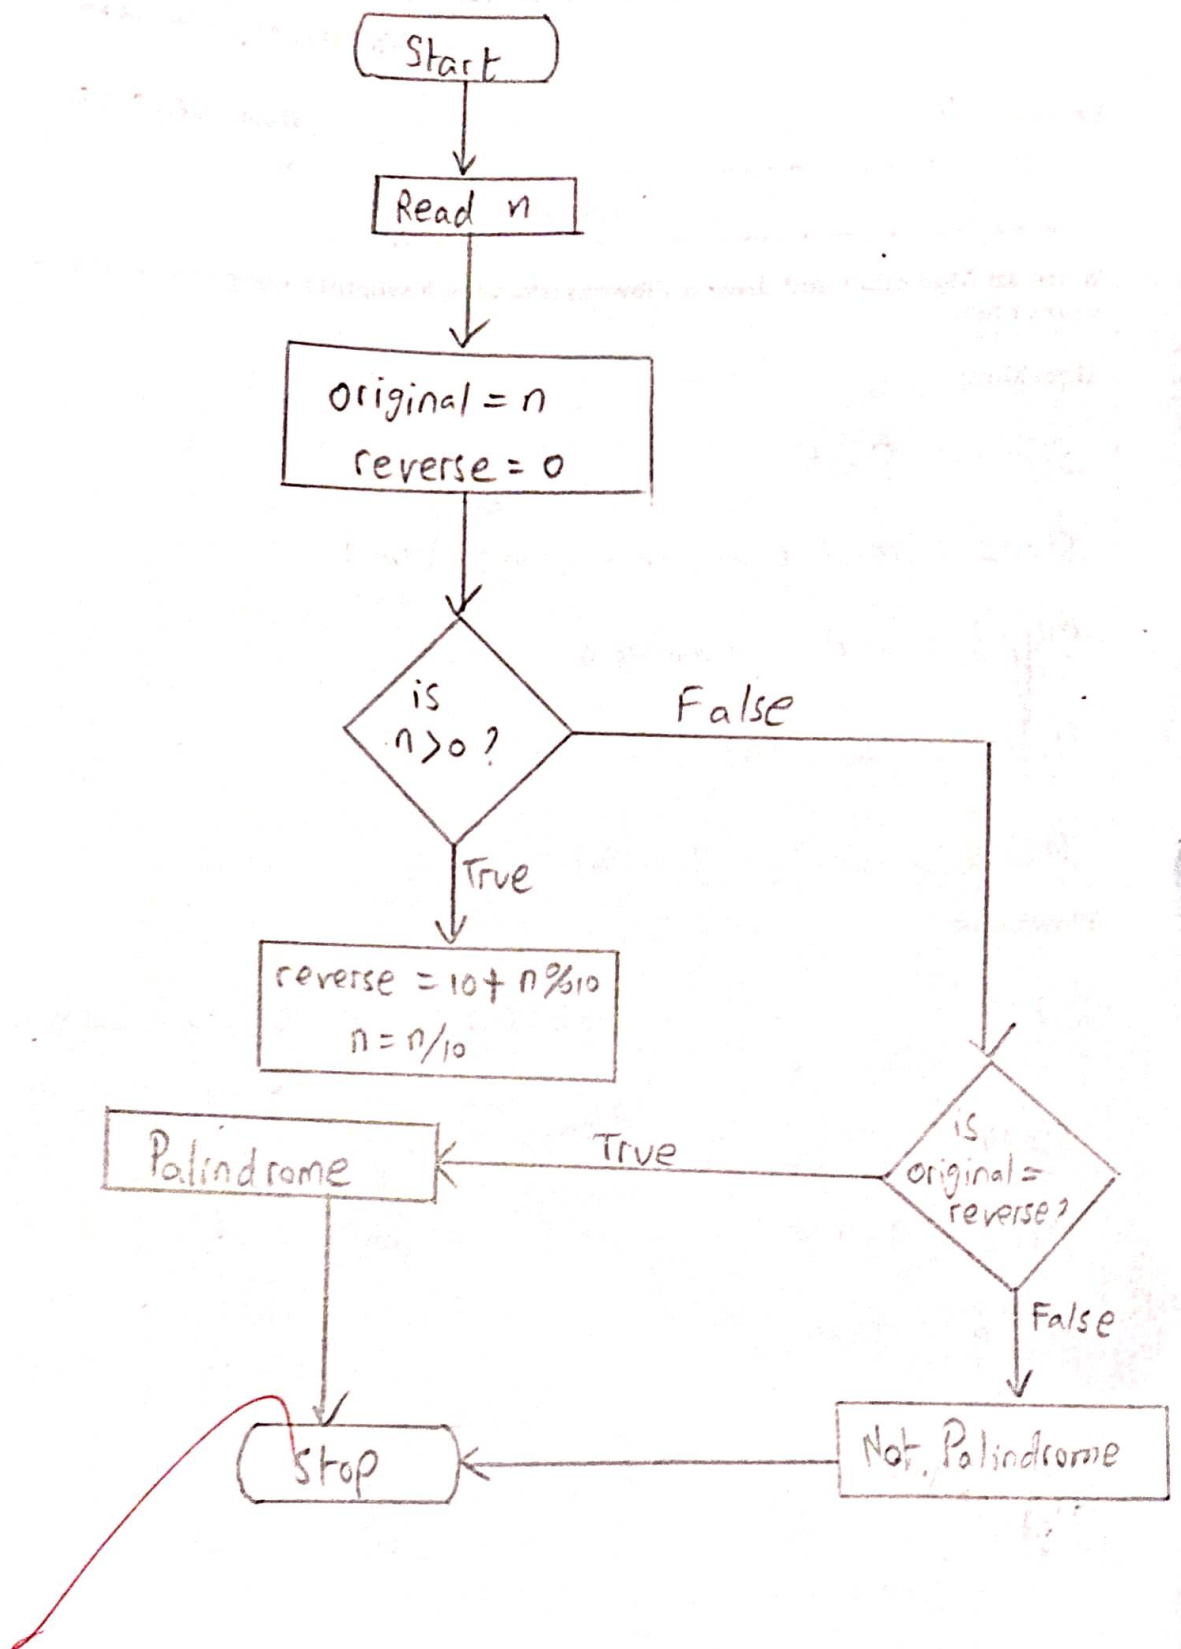 Start
Read n
original = n
reverse = 0
is
n>0?
False
True
reverse = 10+ n%10
n = n/10
is
original =
reverse?
True
Palindrome
False
Not Palindrome
Stop